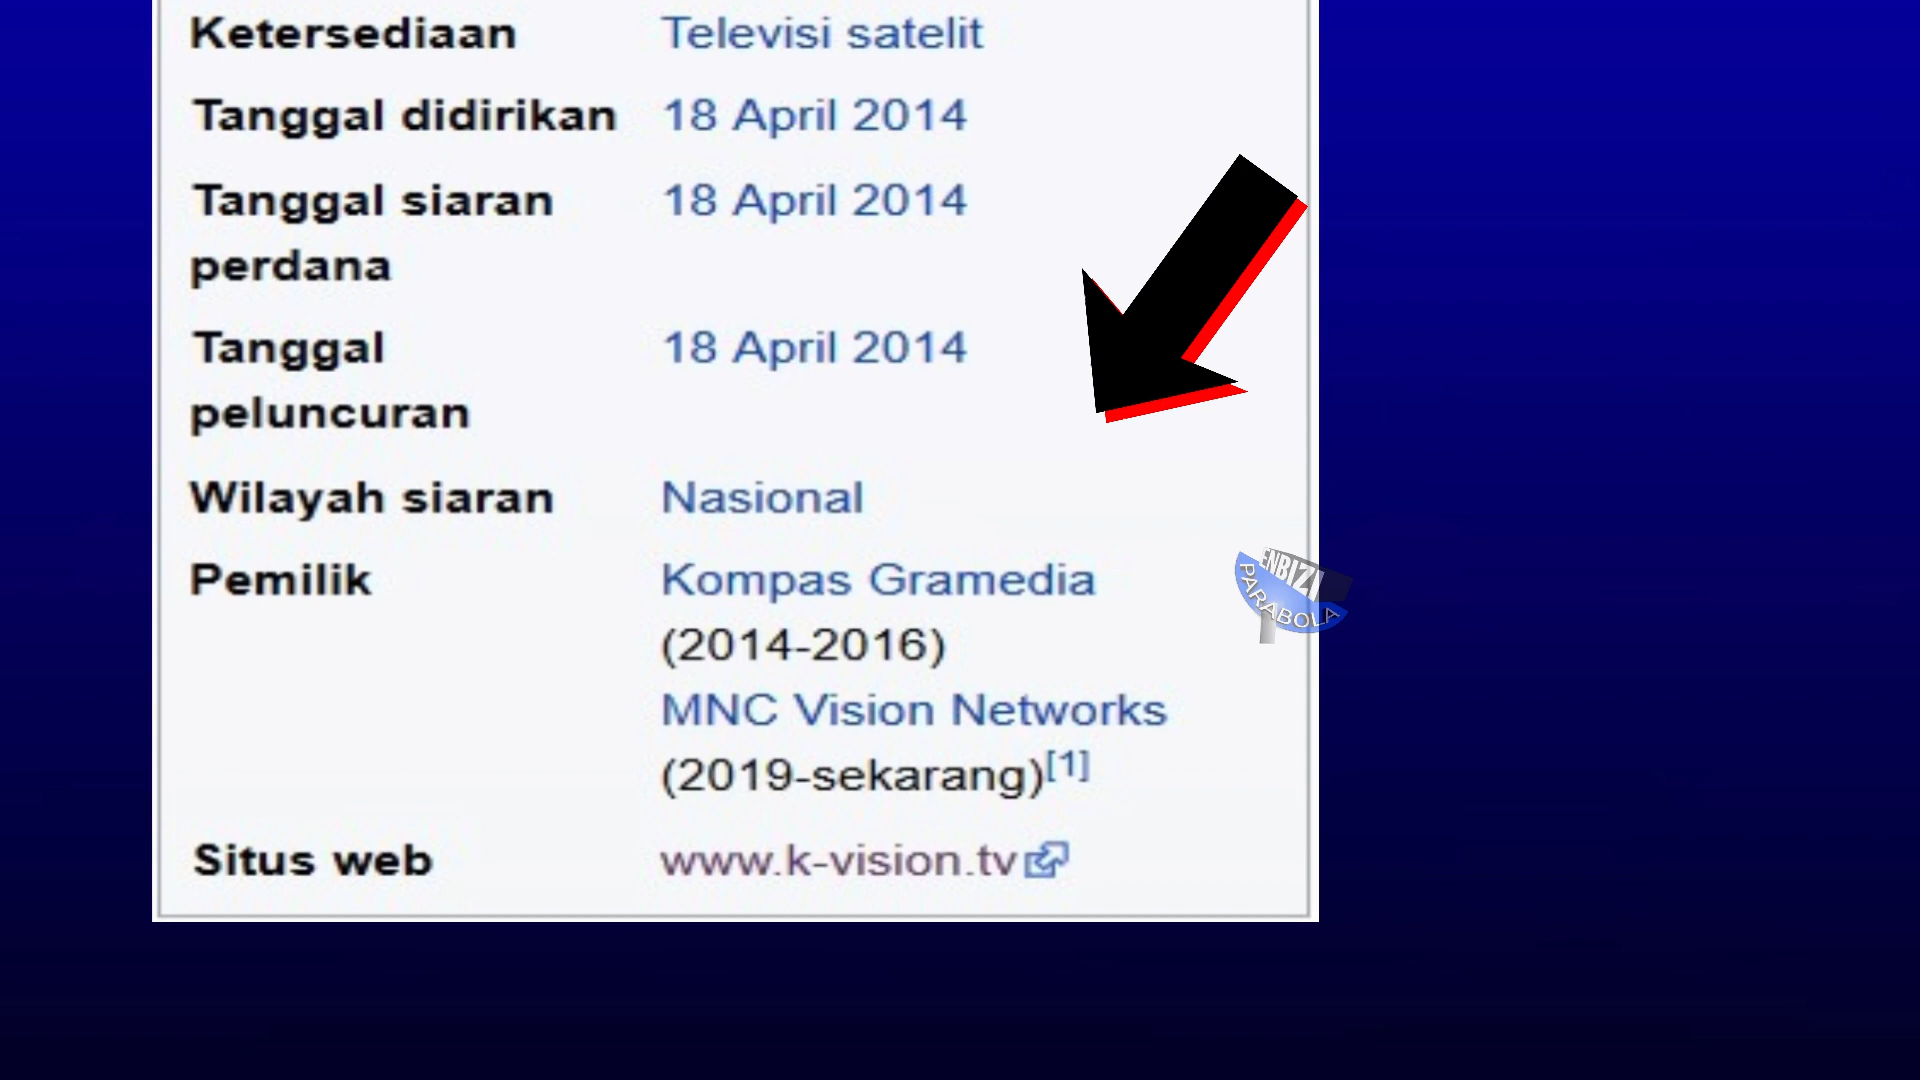 Ketersediaan Televisi satelit
Tanggal didirikan 18 April 2014
Tanggal siaran 18 April 2014
perdana
Tanggal 18 April 2014
peluncuran
Wilayah siaran Nasional
Pemilik Kompas Gramedia
(2014-2016)
MNC Vision Networks
(2019-sekarang)[1]
Situs web www.k-vision.tv
ENBIZI
PARABOLA